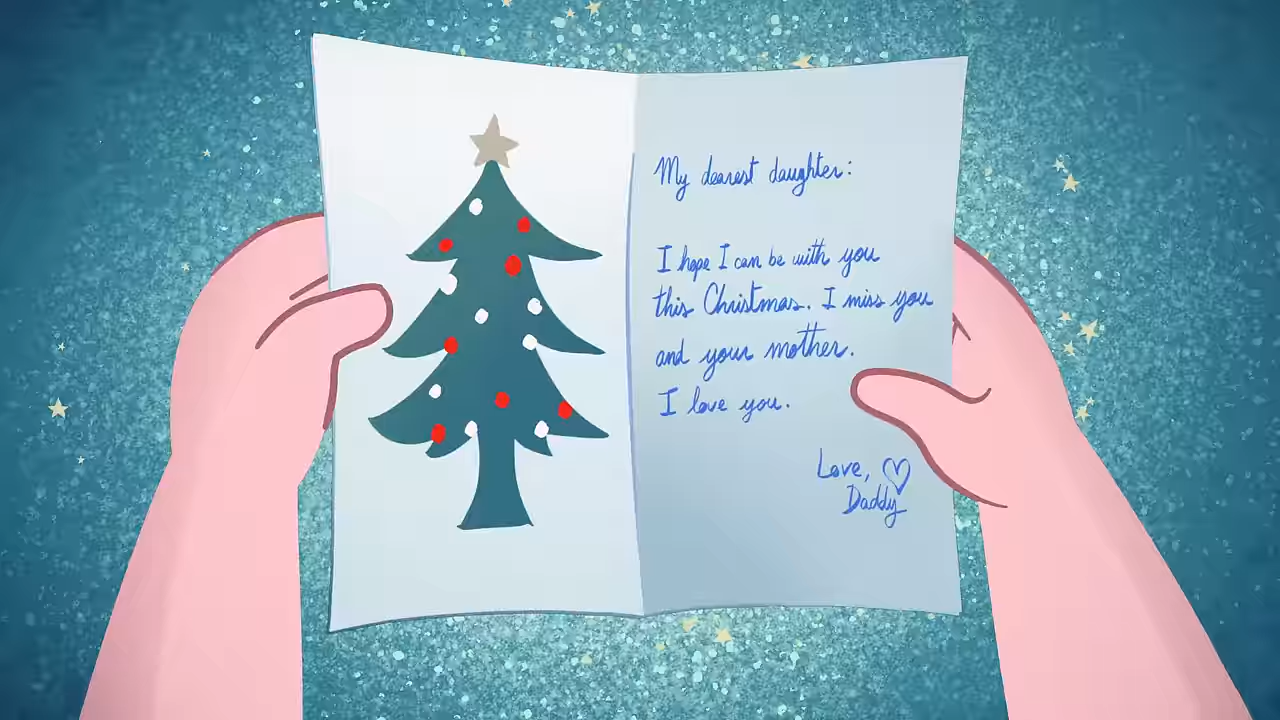 My dearest daughter:
I hope I can be with you
this Christmas. I miss you
and your mother.
I love you.
Love,
Daddy